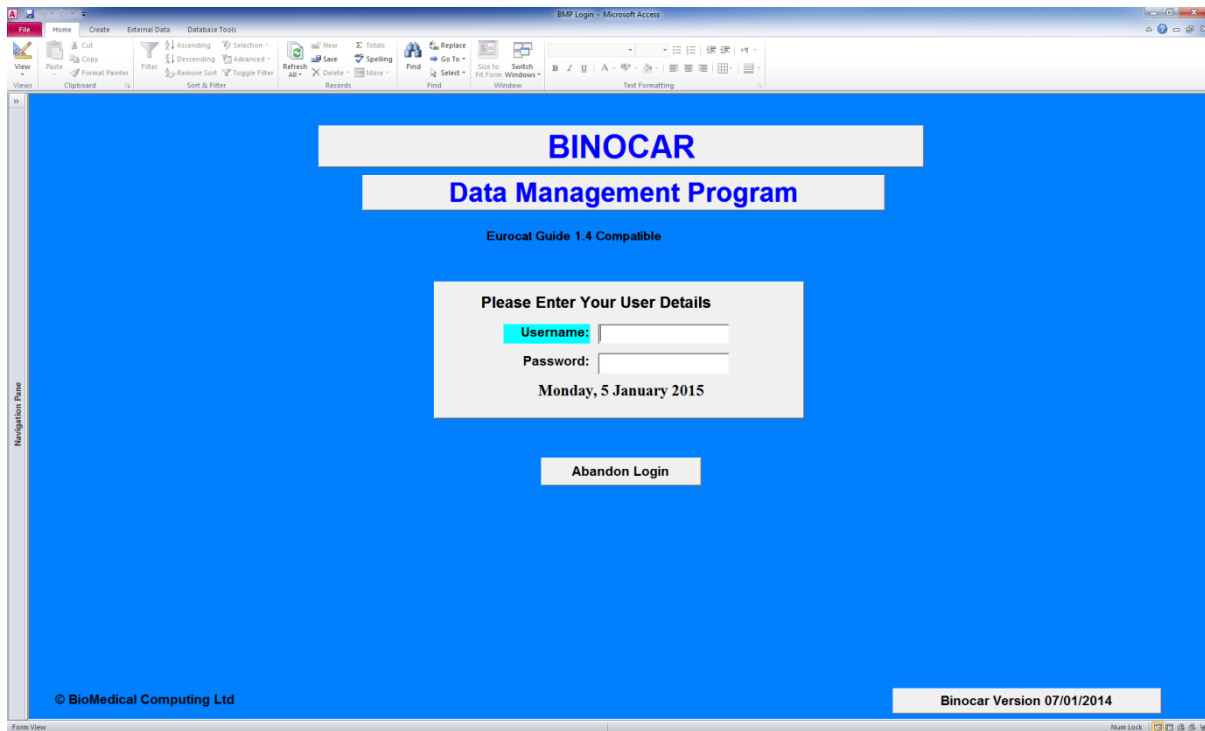 BMP Login - Microsoft Access
File Home Create External Data Database Tools
View
Views
Paste
Cut
Copy
Format Painter
Clipboard
Filter
Ascending
Descending
Remove Sort
Selection
Advanced
Toggle Filter
Sort & Filter
Refresh All
New
Save
Delete
Totals
Spelling
More
Records
Find
Replace
Go To
Select
Find
Size to Fit Form
Switch Windows
Window
B I U A
Text Formatting
BINOCAR
Data Management Program
Eurocat Guide 1.4 Compatible
Please Enter Your User Details
Username:
Password:
Monday, 5 January 2015
Abandon Login
Navigation Pane
© BioMedical Computing Ltd
Binocar Version 07/01/2014
Form View
Num Lock